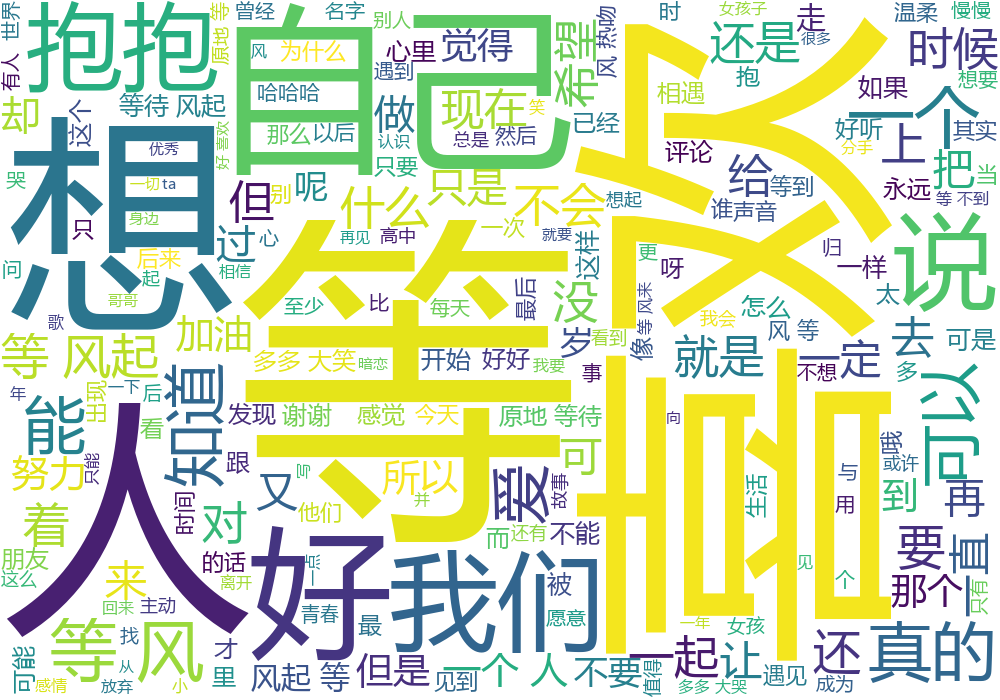 世界
抱抱
等
原地
曾经
名字
自己
别人
为什么
心里
遇到
觉得
希望
风 热吻
时
女孩子
走
很多
温柔
慢慢
有人
风
欢
哈哈哈
还是
抱
时候
想要
却
等待 风起
这个
优秀
好 喜欢
那么
以后
做
现在
笑
总是
然后
认识
只要
已经
相遇
如果
一个
好听
其实
评论
上
分手
哭
想
一切
ta
身边
只
但
别
呢
什么
只是
不会
想起
给
等到
永远
把
当
等 不到
谁
声音
双
说
问
过
心
后来
起
相信
哥哥
再见
高中
一次
就要
这样
更
呀
归
一样
太
歌
至少
比
每天
最后
没
像
等 风来
我会
怎么
风 等
可是
等 风起
加油
多多 大笑
暗恋
开始
好好
我要
岁
看到
事
就是
不想
一定
去
多
年
一下
后
出现
能
看
知道
发现
谢谢
感觉
今天
原地 等待
向
可以
人
等
喜
努力
只能
跟
写
所以
并
爱
故事
可
生活
与
哦
或许
着
时间
对
又
他们
而
还有
不能
用
到
再
朋友
这么
的话
离开
一点
好
我们
被
见
个
要
一直
来
回来
主动
青春
最
愿意
一年
女孩
那个
只有
等 风
找
才
里
可能
感情
从
放弃
小
风起 等
但是
见到
一个 人
不要
值得
一起
多多 大哭
让
遇见
还
成为
真的